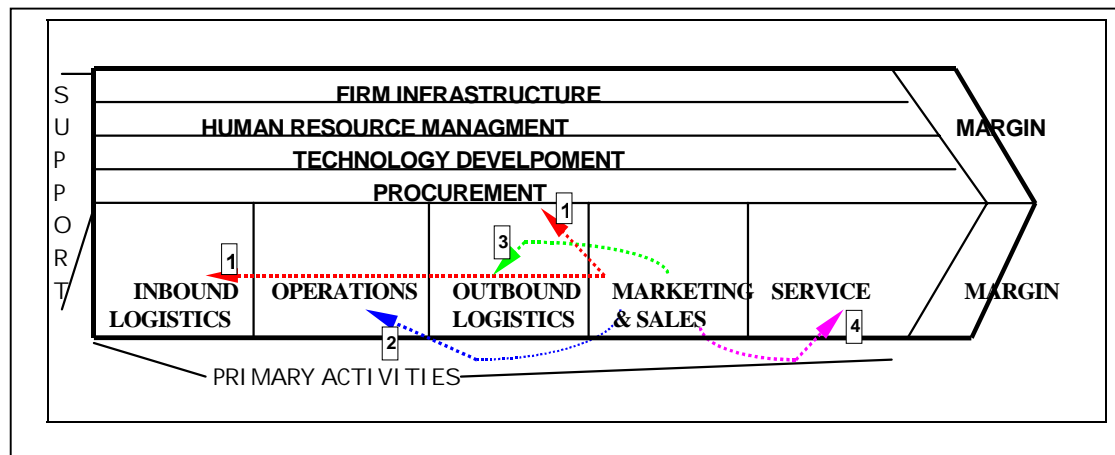 SUPPORT
FIRM INFRASTRUCTURE
HUMAN RESOURCE MANAGMENT
MARGIN
TECHNOLOGY DEVELPOMENT
PROCUREMENT
1
3
1
INBOUND LOGISTICS
OPERATIONS
OUTBOUND LOGISTICS
MARKETING & SALES
SERVICE
MARGIN
2
4
PRIMARY ACTIVITIES